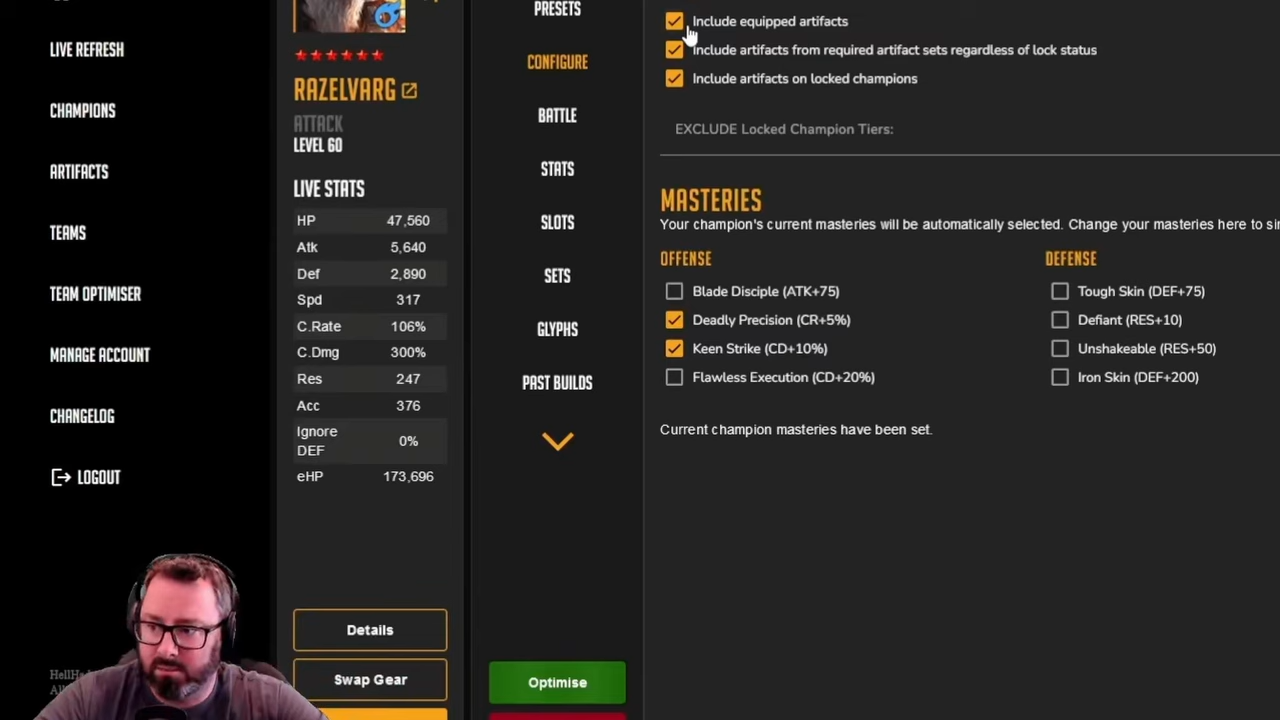 LIVE REFRESH
CHAMPIONS
ARTIFACTS
TEAMS
TEAM OPTIMISER
MANAGE ACCOUNT
CHANGELOG
LOGOUT
RAZELVARG
ATTACK
LEVEL 60
LIVE STATS
HP 47,560
Atk 5,640
Def 2,890
Spd 317
C.Rate 106%
C.Dmg 300%
Res 247
Acc 376
Ignore DEF 0%
eHP 173,696
Details
Swap Gear
PRESETS
CONFIGURE
BATTLE
STATS
SLOTS
SETS
GLYPHS
PAST BUILDS
Optimise
Include equipped artifacts
Include artifacts from required artifact sets regardless of lock status
Include artifacts on locked champions
EXCLUDE Locked Champion Tiers:
MASTERIES
Your champion's current masteries will be automatically selected. Change your masteries here to
OFFENSE
Blade Disciple (ATK+75)
Deadly Precision (CR+5%)
Keen Strike (CD+10%)
Flawless Execution (CD+20%)
DEFENSE
Tough Skin (DEF+75)
Defiant (RES+10)
Unshakeable (RES+50)
Iron Skin (DEF+200)
Current champion masteries have been set.